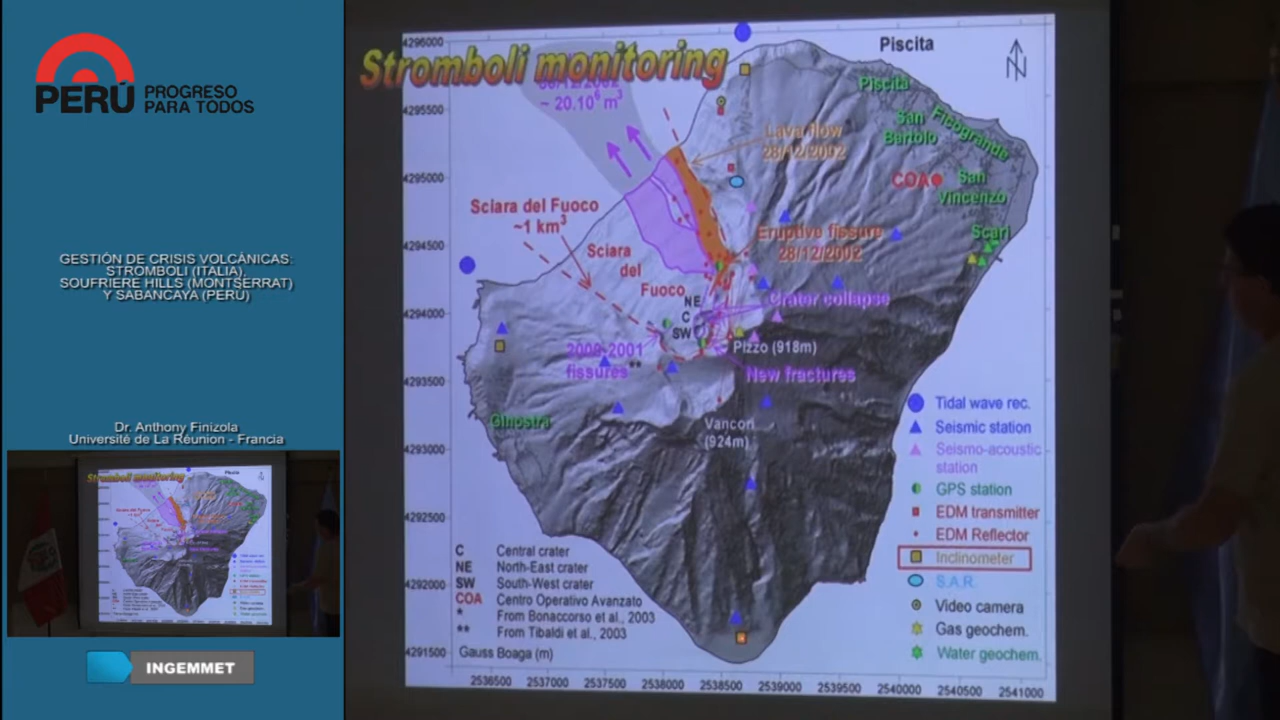 PERÚ PROGRESO
PARA TODOS
GESTIÓN DE CRISIS VOLCÁNICAS:
STROMBOLI (ITALIA),
SOUFRIERE HILLS (MONTSERRAT)
Y SABANCAYA (PERÚ)
Dr. Anthony Finizola
Université de La Réunion - Francia
INGEMMET
Stromboli monitoring
~ 20.10⁶ m³
Piscita
N
Piscita
San
Bartolo
Ficogrande
COA
San
Vincenzo
Scari
Lava flow
28/12/2002
Sciara del Fuoco
~1 km³
Sciara
del
Fuoco
Eruptive fissure
28/12/2002
NE
C
SW
Crater collapse
Pizzo (918m)
New fractures
fissures
**
Vancori
(924m)
Ginostra
Tidal wave rec.
Seismic station
Seismo-acoustic
station
GPS station
EDM transmitter
EDM Reflector
Inclinometer
S.A.R.
Video camera
Gas geochem.
Water geochem.
C Central crater
NE North-East crater
SW South-West crater
COA Centro Operativo Avanzato
* From Bonaccorso et al., 2003
** From Tibaldi et al., 2003
Gauss Boaga (m)
4296000
4295500
4295000
4294500
4294000
4293500
4293000
4292500
4292000
4291500
2536500 2537000 2537500 2538000 2538500 2539000 2539500 2540000 2540500 2541000